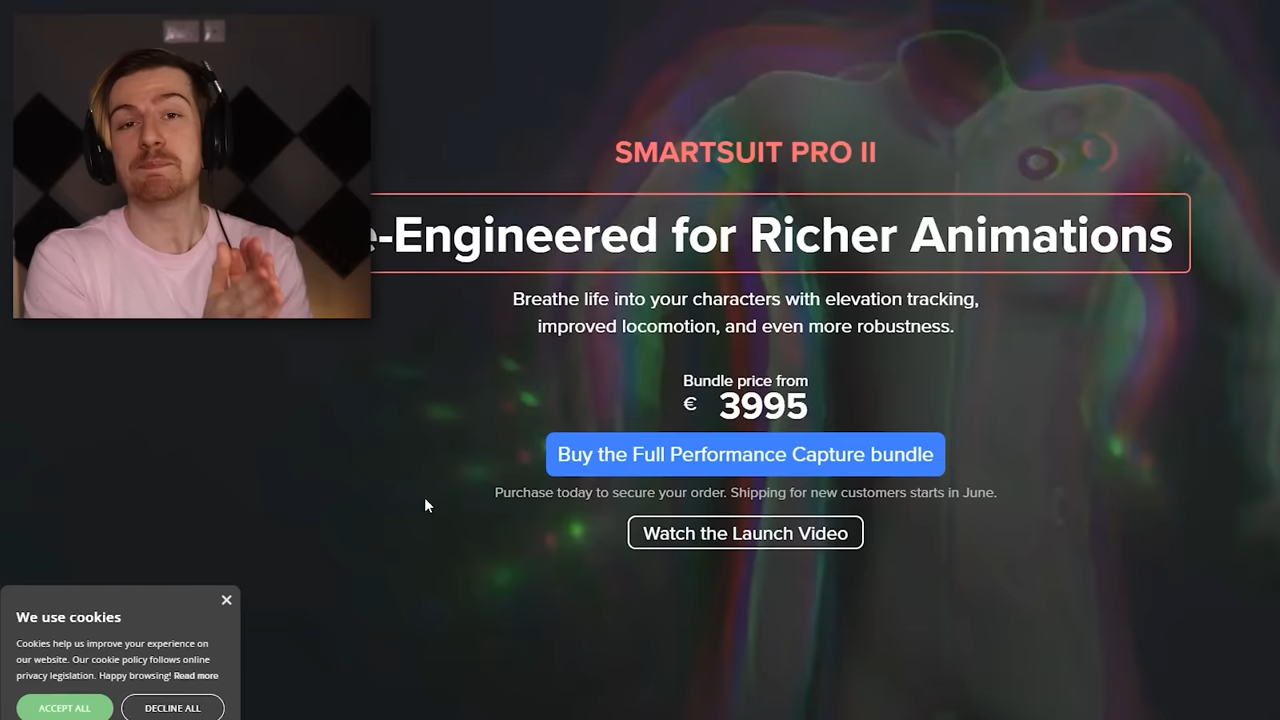 SMARTSUIT PRO II
e-Engineered for Richer Animations
Breathe life into your characters with elevation tracking,
improved locomotion, and even more robustness.
Bundle price from
€ 3995
Buy the Full Performance Capture bundle
Purchase today to secure your order. Shipping for new customers starts in June.
Watch the Launch Video
We use cookies
Cookies help us improve your experience on
our website. Our cookie policy follows online
privacy legislation. Happy browsing! Read more
ACCEPT ALL
DECLINE ALL